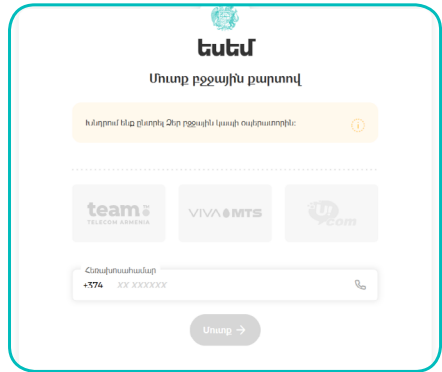 եսեմ
Մուտք բջջային քարտով
Խնդրում ենք ընտրել Ձեր բջջային կապի օպերատորին:
team
TELECOM ARMENIA
VIVA MTS
U!
com
Հեռախոսահամար
+374 XX XXXXXX
Մուտք →